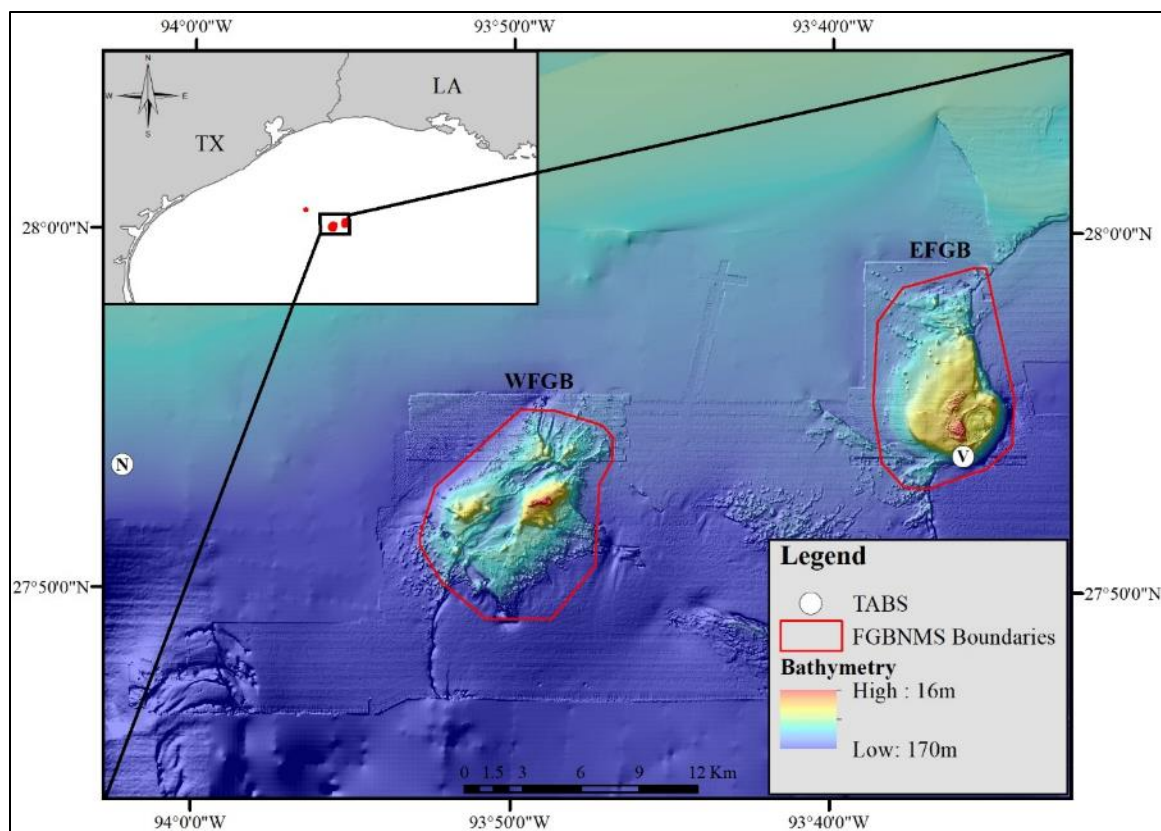 94°0'0"W 93°50'0"W 93°40'0"W
N
W E
S
LA
TX
28°0'0"N 28°0'0"N
EFGB
WFGB
N
V
27°50'0"N 27°50'0"N
Legend
TABS
FGBNMS Boundaries
Bathymetry
High : 16m
Low: 170m
0 1.5 3 6 9 12 Km
94°0'0"W 93°50'0"W 93°40'0"W